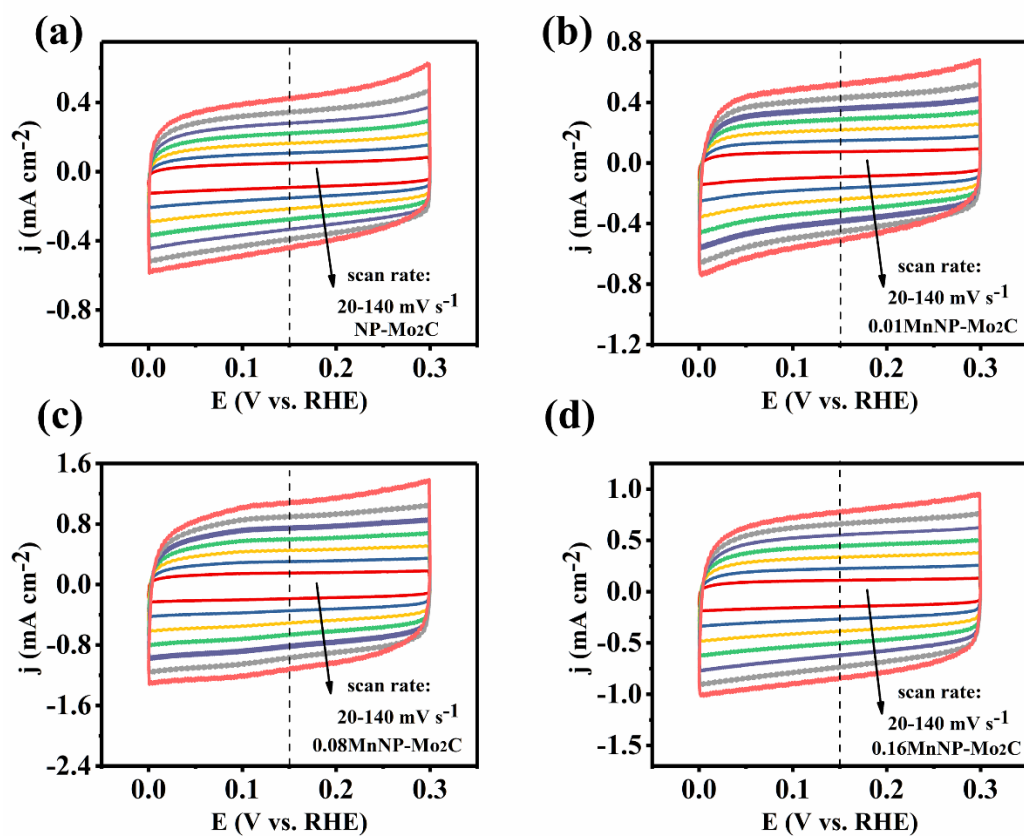 (a)
j (mA cm-2)
0.4
0.0
-0.4
-0.8
scan rate:
20-140 mV s-1
NP-Mo2C
0.0 0.1 0.2 0.3
E (V vs. RHE)
(b)
j (mA cm-2)
0.8
0.4
0.0
-0.4
-0.8
-1.2
scan rate:
20-140 mV s-1
0.01MnNP-Mo2C
0.0 0.1 0.2 0.3
E (V vs. RHE)
(c)
j (mA cm-2)
1.6
0.8
0.0
-0.8
-1.6
-2.4
scan rate:
20-140 mV s-1
0.08MnNP-Mo2C
0.0 0.1 0.2 0.3
E (V vs. RHE)
(d)
j (mA cm-2)
1.0
0.5
0.0
-0.5
-1.0
-1.5
scan rate:
20-140 mV s-1
0.16MnNP-Mo2C
0.0 0.1 0.2 0.3
E (V vs. RHE)